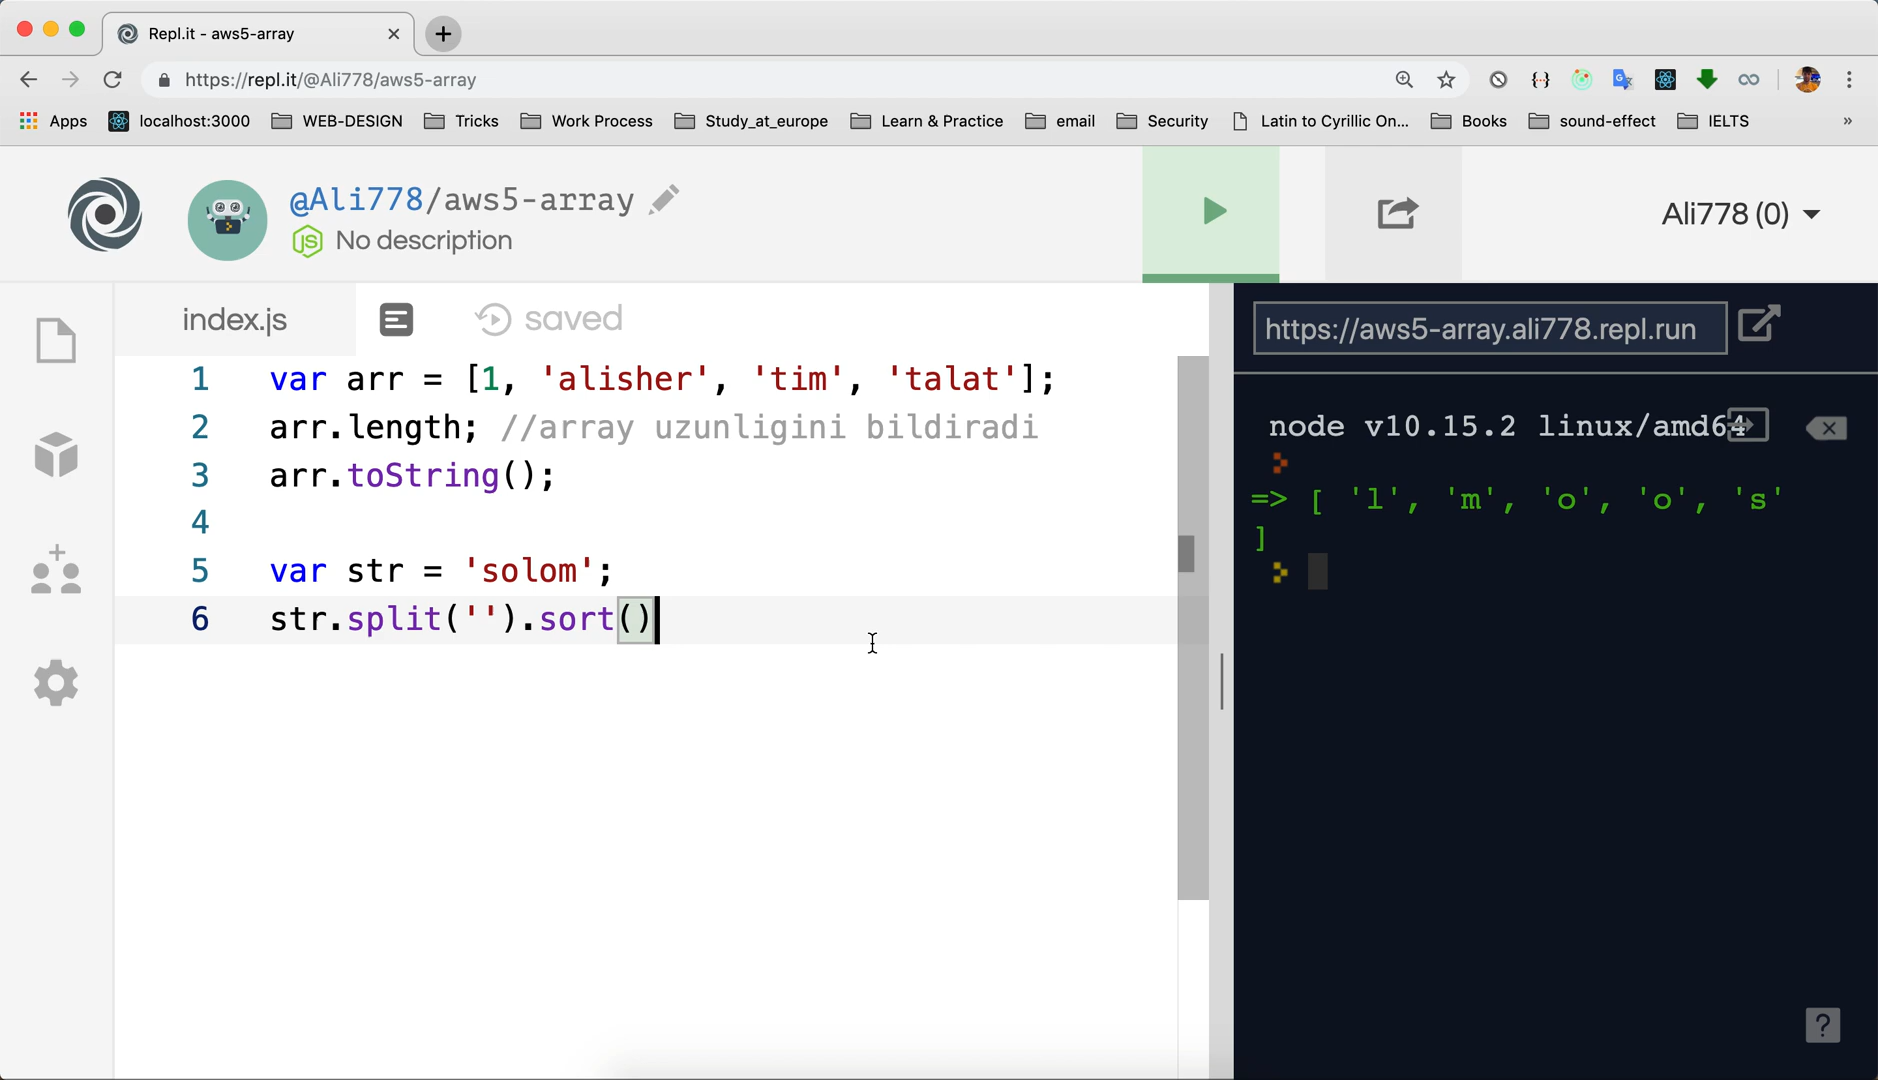 Repl.it - aws5-array
https://repl.it/@Ali778/aws5-array
Apps localhost:3000 WEB-DESIGN Tricks Work Process Study_at_europe Learn & Practice email Security Latin to Cyrillic On... Books sound-effect IELTS »
@Ali778/aws5-array
No description
Ali778 (0)
index.js saved
https://aws5-array.ali778.repl.run
1 var arr = [1, 'alisher', 'tim', 'talat'];
2 arr.length; //array uzunligini bildiradi
3 arr.toString();
4
5 var str = 'solom';
6 str.split('').sort()
node v10.15.2 linux/amd64
=> [ 'l', 'm', 'o', 'o', 's'
]
?